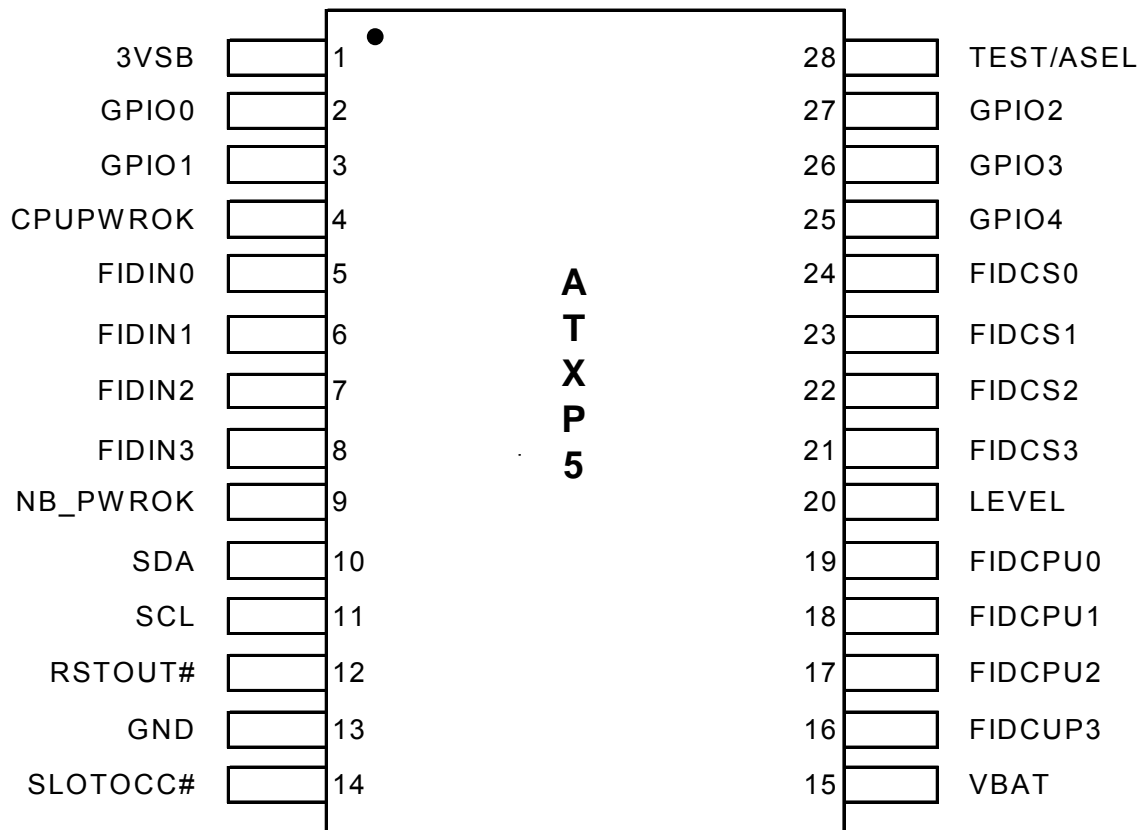 3VSB 1 28 TEST/ASEL
GPIO0 2 27 GPIO2
GPIO1 3 26 GPIO3
CPUPWROK 4 25 GPIO4
FIDIN0 5 24 FIDCS0
FIDIN1 6 23 FIDCS1
FIDIN2 7 22 FIDCS2
FIDIN3 8 21 FIDCS3
NB_PWROK 9 20 LEVEL
SDA 10 19 FIDCPU0
SCL 11 18 FIDCPU1
RSTOUT# 12 17 FIDCPU2
GND 13 16 FIDCUP3
SLOTOCC# 14 15 VBAT
A
T
X
P
5